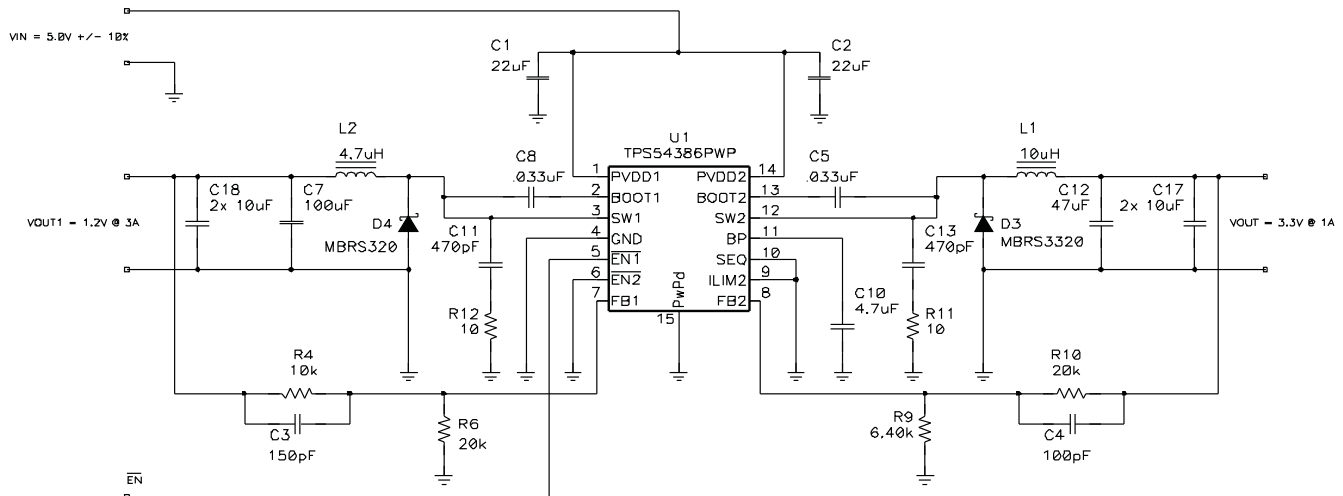 VIN = 5.0V +/- 10%
C1
22uF
C2
22uF
L2
4.7uH
C18
2x 10uF
C7
100uF
D4
MBRS320
VOUT1 = 1.2V @ 3A
C8
.033uF
C11
470pF
R12
10
U1
TPS54386PWP
1 PVDD1
2 BOOT1
3 SW1
4 GND
5 EN1
6 EN2
7 FB1
PVDD2 14
BOOT2 13
SW2 12
BP 11
SEQ 10
ILIM2 9
FB2 8
PwPd
15
C5
.033uF
L1
10uH
C12
47uF
C17
2x 10uF
C13
470pF
D3
MBRS3320
VOUT = 3.3V @ 1A
C10
4.7uF
R11
10
R4
10k
C3
150pF
R6
20k
R9
6.40k
R10
20k
C4
100pF
EN